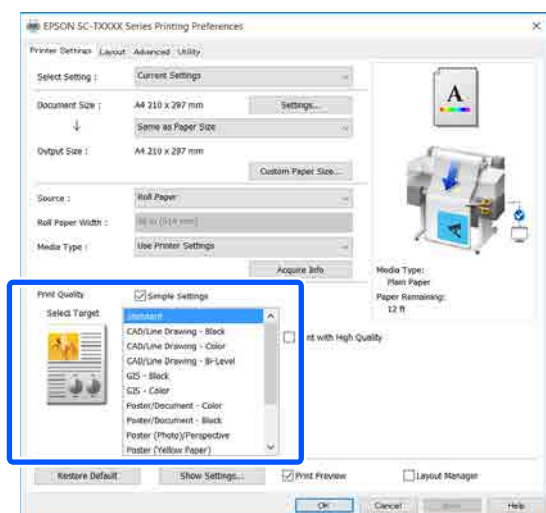 EPSON SC-TXXXX Series Printing Preferences
Printer Settings Layout Advanced Utility
Select Setting : Current Settings
Document Size : A4 210 x 297 mm Settings...
Same as Paper Size
Output Size : A4 210 x 297 mm
Custom Paper Size...
Source : Roll Paper
Roll Paper Width :
Media Type : Use Printer Settings
Acquire Info
Media Type:
Plain Paper
Paper Remaining:
12 ft
Print Quality Simple Settings
Select Target Standard
CAD/Line Drawing - Black
nt with High Quality
CAD/Line Drawing - Color
CAD/Line Drawing - Bi-Level
GIS - Black
GIS - Color
Poster/Document - Color
Poster/Document - Black
Poster (Photo)/Perspective
Poster (Yellow Paper)
Restore Default Show Settings... Print Preview Layout Manager
OK Cancel Help